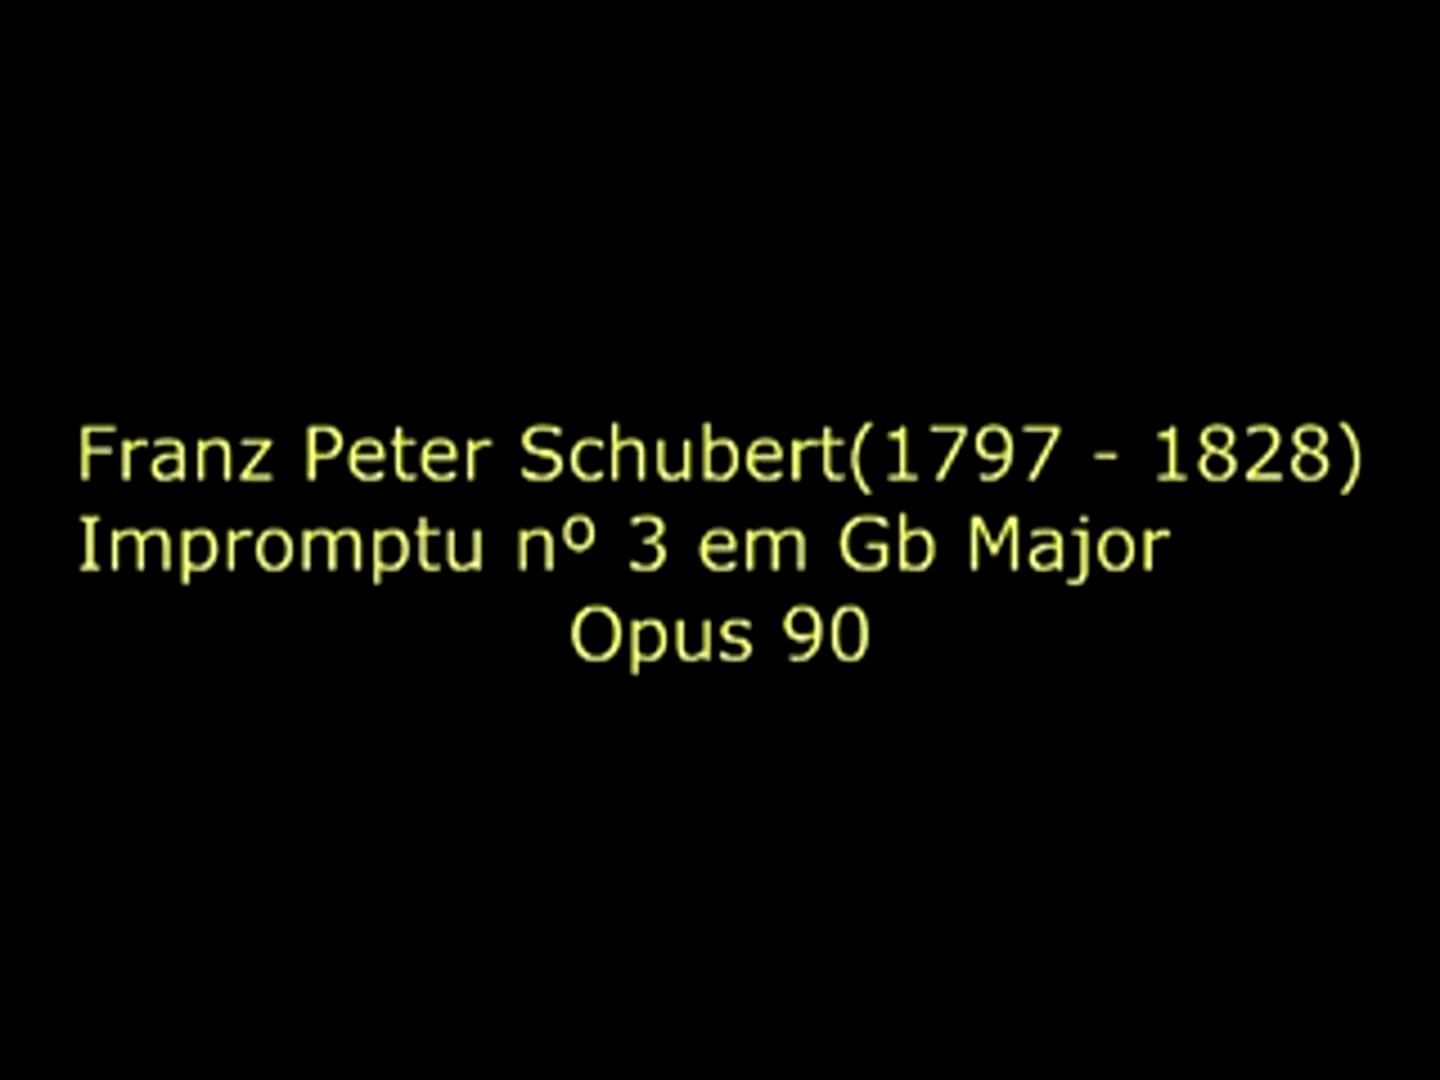 Franz Peter Schubert(1797 - 1828)
Impromptu nº 3 em Gb Major
Opus 90